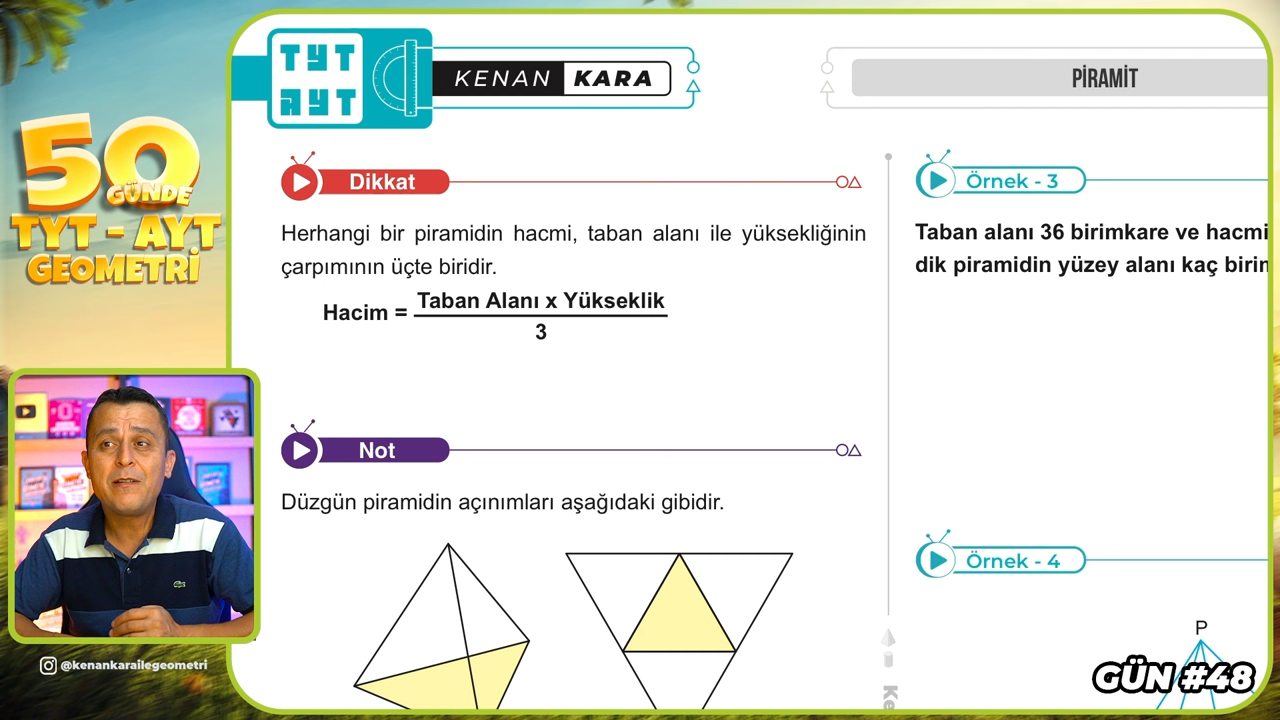 50
GÜNDE
TYT - AYT
GEOMETRİ
TYT
AYT
KENAN KARA
PİRAMİT
Dikkat
Herhangi bir piramidin hacmi, taban alanı ile yüksekliğinin
çarpımının üçte biridir.
Hacim = Taban Alanı x Yükseklik
3
Not
Düzgün piramidin açınımları aşağıdaki gibidir.
Örnek - 3
Taban alanı 36 birimkare ve hacmi
dik piramidin yüzey alanı kaç
Örnek - 4
P
@kenankarailegeometri
GÜN #48